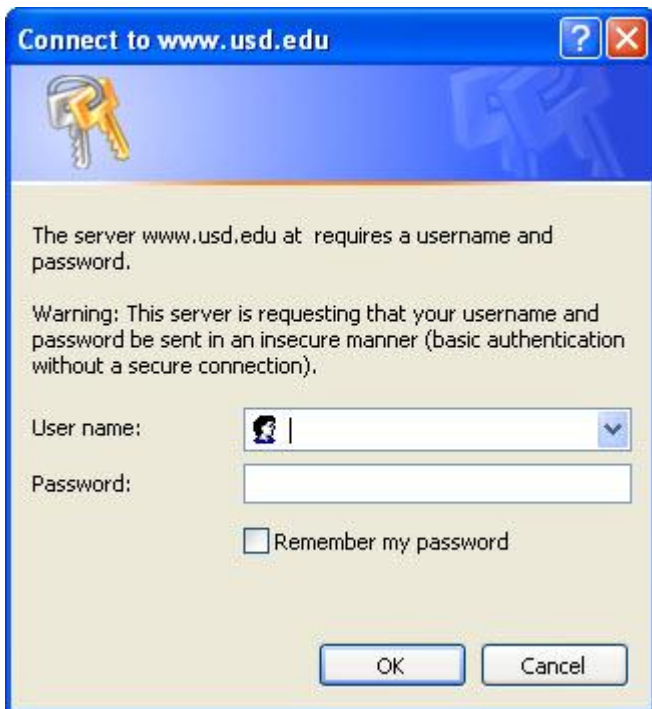 Connect to www.usd.edu
The server www.usd.edu at  requires a username and
password.
Warning: This server is requesting that your username and
password be sent in an insecure manner (basic authentication
without a secure connection).
User name:
Password:
Remember my password
OK
Cancel